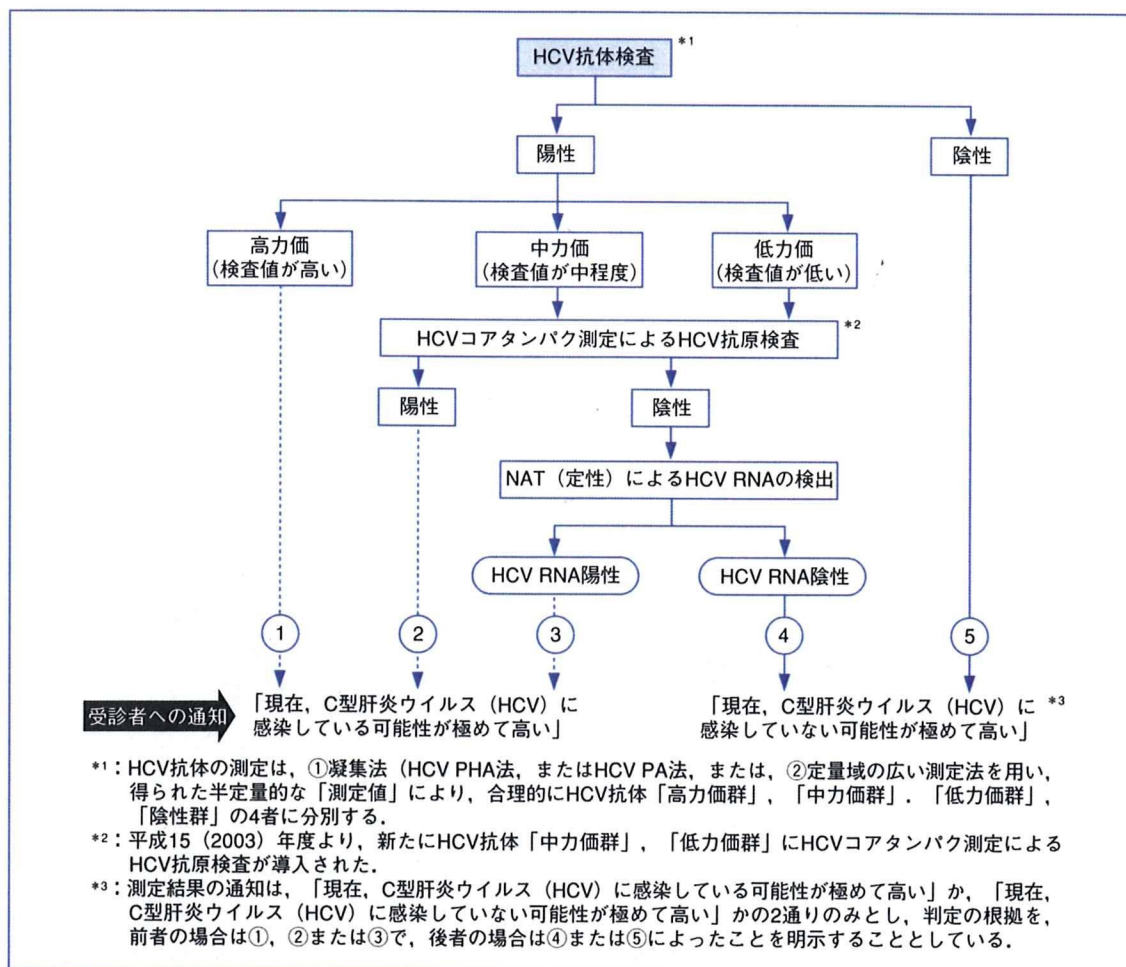 HCV抗体検査 *1
陽性
陰性
高力価
(検査値が高い)
中力価
(検査値が中程度)
低力価
(検査値が低い)
HCVコアタンパク測定によるHCV抗原検査 *2
陽性
陰性
NAT(定性)によるHCV RNAの検出
HCV RNA陽性
HCV RNA陰性
1
2
3
4
5
受診者への通知
「現在,C型肝炎ウイルス(HCV)に
感染している可能性が極めて高い」
「現在,C型肝炎ウイルス(HCV)に *3
感染していない可能性が極めて高い」
*1:HCV抗体の測定は,①凝集法(HCV PHA法,またはHCV PA法,または,②定量域の広い測定法を用い,
得られた半定量的な「測定値」により,合理的にHCV抗体「高力価群」,「中力価群」.「低力価群」,
「陰性群」の4者に分別する.
*2:平成15(2003)年度より,新たにHCV抗体「中力価群」,「低力価群」にHCVコアタンパク測定による
HCV抗原検査が導入された.
*3:測定結果の通知は,「現在,C型肝炎ウイルス(HCV)に感染している可能性が極めて高い」か,「現在,
C型肝炎ウイルス(HCV)に感染していない可能性が極めて高い」かの2通りのみとし,判定の根拠を,
前者の場合は①,②または③で,後者の場合は④または⑤によったことを明示することとしている.